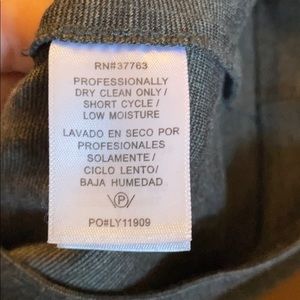 RN#37763
PROFESSIONALLY
DRY CLEAN ONLY/
SHORT CYCLE/
LOW MOISTURE
LAVADO EN SECO POR
PROFESIONALES
SOLAMENTE/
CICLO LENTO/
BAJA HUMEDAD
P
PO#LY11909